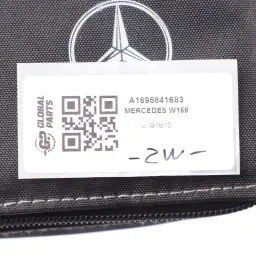 GLOBAL
PARTS
A1695841683
MERCEDES W169
-2W-